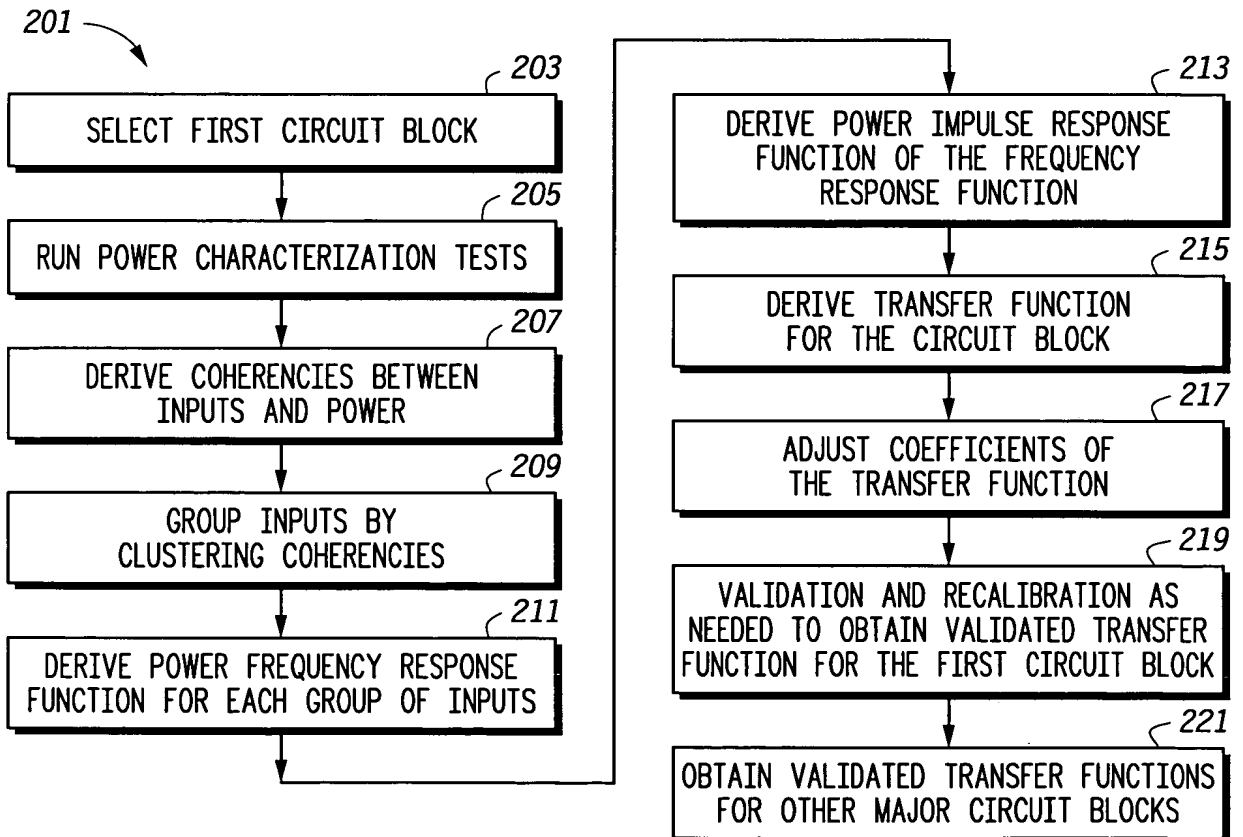 201
203
SELECT FIRST CIRCUIT BLOCK
205
RUN POWER CHARACTERIZATION TESTS
207
DERIVE COHERENCIES BETWEEN
INPUTS AND POWER
209
GROUP INPUTS BY
CLUSTERING COHERENCIES
211
DERIVE POWER FREQUENCY RESPONSE
FUNCTION FOR EACH GROUP OF INPUTS
213
DERIVE POWER IMPULSE RESPONSE
FUNCTION OF THE FREQUENCY
RESPONSE FUNCTION
215
DERIVE TRANSFER FUNCTION
FOR THE CIRCUIT BLOCK
217
ADJUST COEFFICIENTS OF
THE TRANSFER FUNCTION
219
VALIDATION AND RECALIBRATION AS
NEEDED TO OBTAIN VALIDATED TRANSFER
FUNCTION FOR THE FIRST CIRCUIT BLOCK
221
OBTAIN VALIDATED TRANSFER FUNCTIONS
FOR OTHER MAJOR CIRCUIT BLOCKS